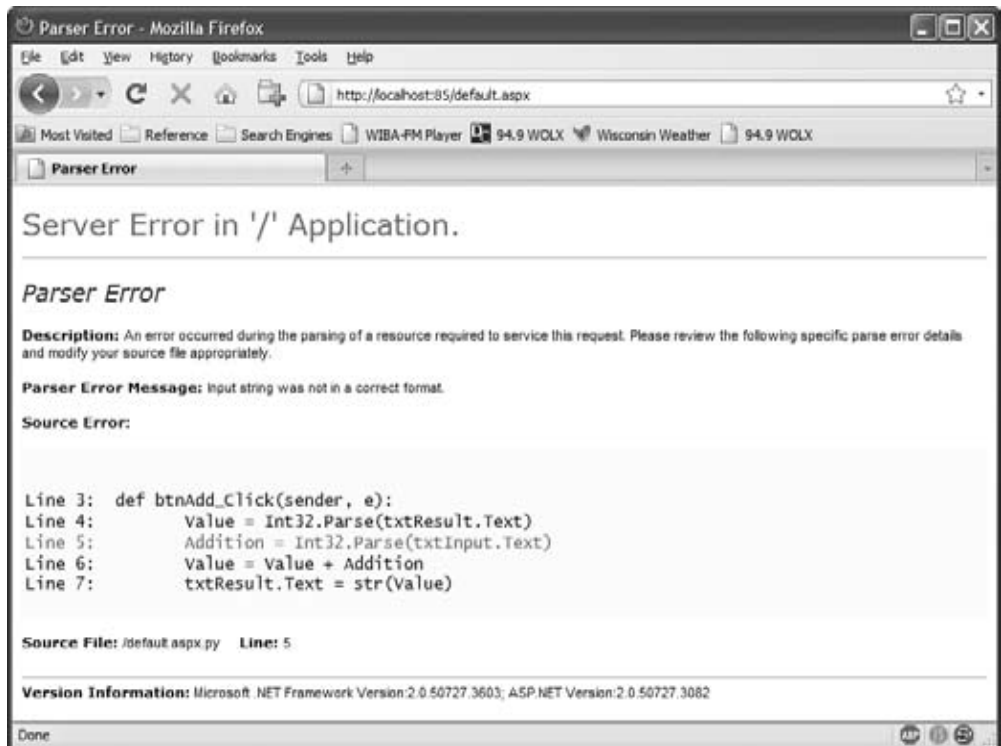 Parser Error - Mozilla Firefox
File Edit View History Bookmarks Tools Help
http://localhost:85/default.aspx
Most Visited Reference Search Engines WIBA-FM Player 94.9 WOLX Wisconsin Weather 94.9 WOLX
Parser Error
Server Error in '/' Application.
Parser Error
Description: An error occurred during the parsing of a resource required to service this request. Please review the following specific parse error details
and modify your source file appropriately.
Parser Error Message: Input string was not in a correct format.
Source Error:
Line 3: def btnAdd_Click(sender, e):
Line 4: Value = Int32.Parse(txtResult.Text)
Line 5: Addition = Int32.Parse(txtInput.Text)
Line 6: Value = Value + Addition
Line 7: txtResult.Text = str(Value)
Source File: /default.aspx.py Line: 5
Version Information: Microsoft .NET Framework Version:2.0.50727.3603; ASP.NET Version:2.0.50727.3082
Done
ABP